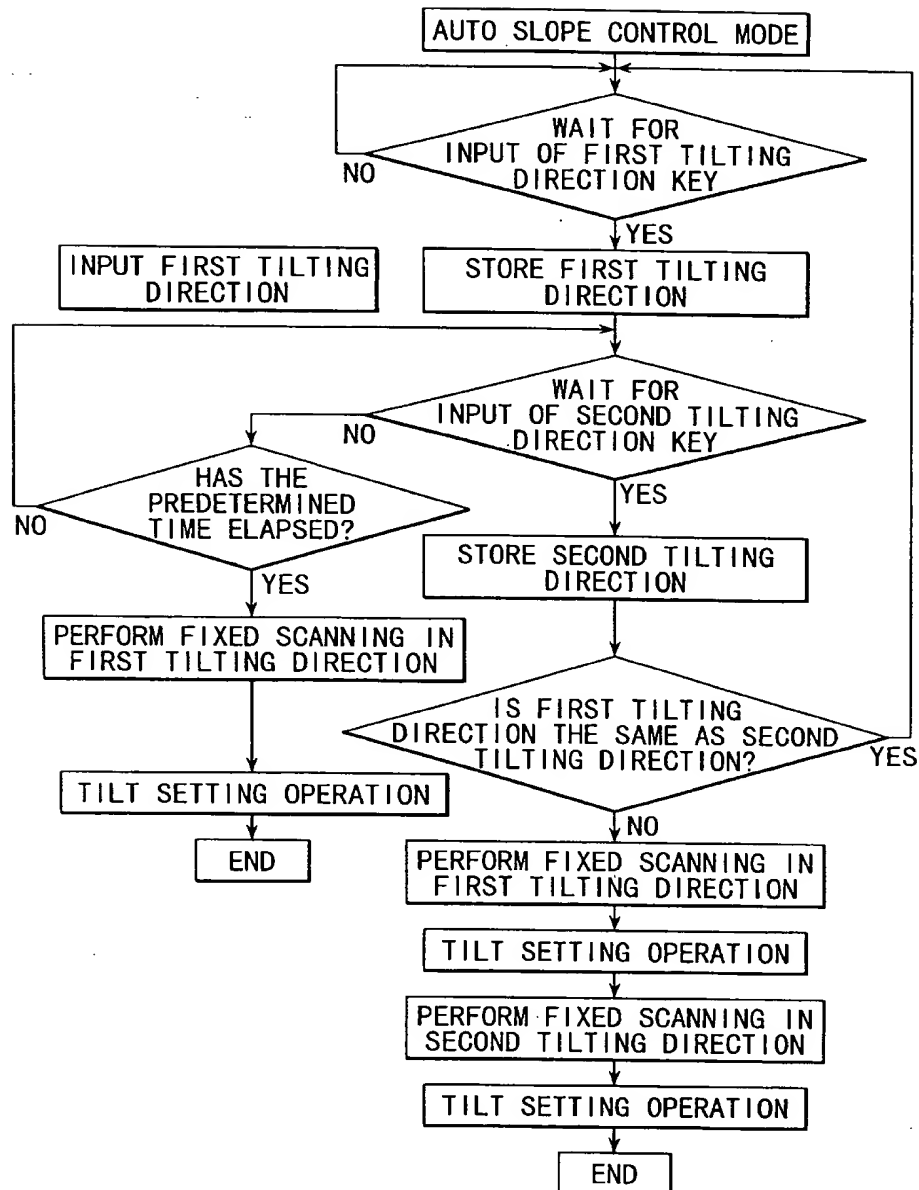 AUTO SLOPE CONTROL MODE
WAIT FOR
INPUT OF FIRST TILTING
DIRECTION KEY
NO
YES
INPUT FIRST TILTING
DIRECTION
STORE FIRST TILTING
DIRECTION
WAIT FOR
INPUT OF SECOND TILTING
DIRECTION KEY
NO
YES
HAS THE
PREDETERMINED
TIME ELAPSED?
NO
YES
STORE SECOND TILTING
DIRECTION
PERFORM FIXED SCANNING IN
FIRST TILTING DIRECTION
IS FIRST TILTING
DIRECTION THE SAME AS SECOND
TILTING DIRECTION?
YES
NO
TILT SETTING OPERATION
END
PERFORM FIXED SCANNING IN
FIRST TILTING DIRECTION
TILT SETTING OPERATION
PERFORM FIXED SCANNING IN
SECOND TILTING DIRECTION
TILT SETTING OPERATION
END